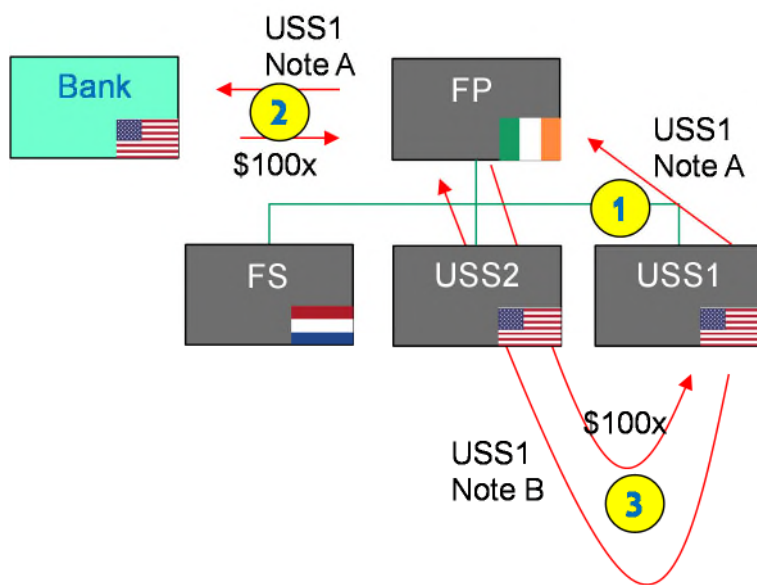 USS1
Note A
Bank
2
$100x
FP
USS1
Note A
1
FS
USS2
USS1
$100x
USS1
Note B
3